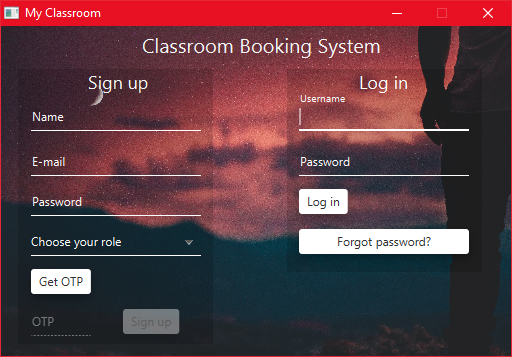 My Classroom
Classroom Booking System
Sign up
Name
E-mail
Password
Choose your role
Get OTP
OTP
Sign up
Log in
Username
Password
Log in
Forgot password?